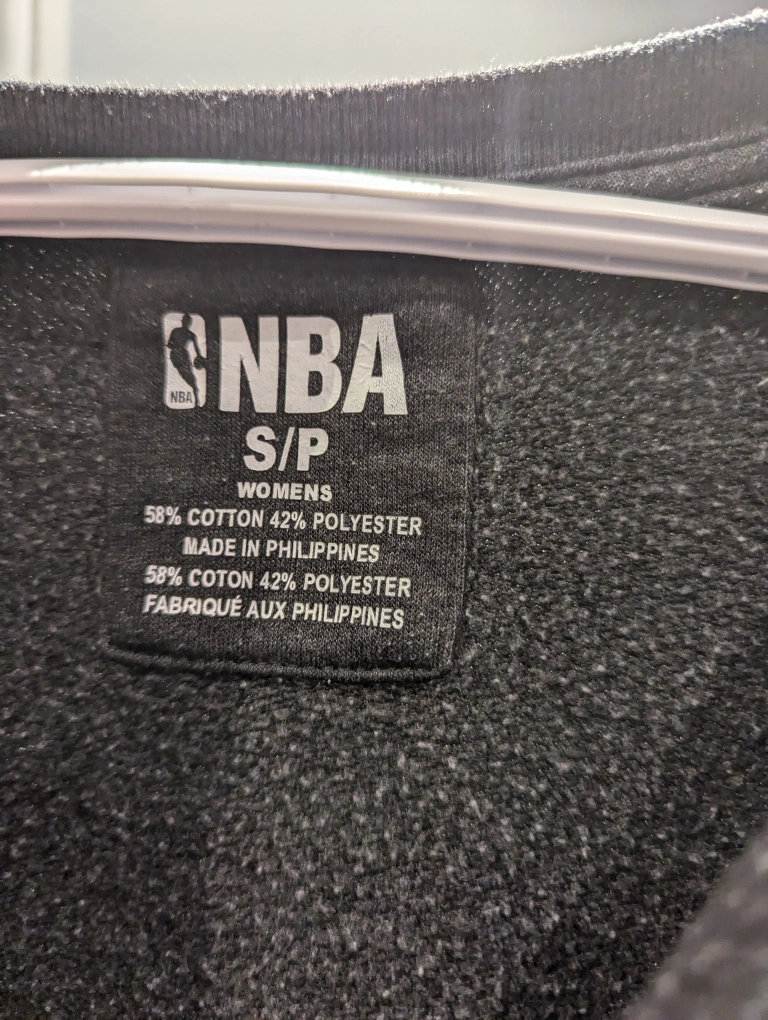 NBA
NBA
S/P
WOMENS
58% COTTON 42% POLYESTER
MADE IN PHILIPPINES
58% COTON 42% POLYESTER
FABRIQUÉ AUX PHILIPPINES